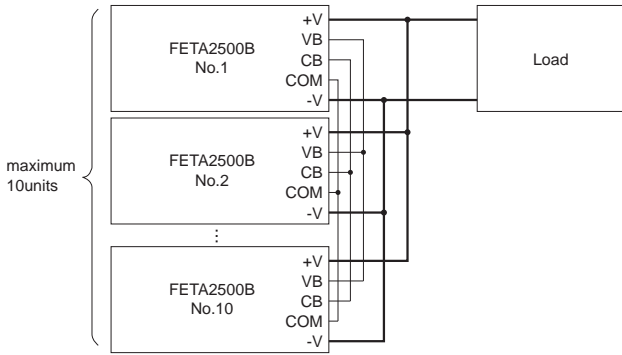 FETA2500B
No.1
+V
VB
CB
COM
-V
Load
maximum
10units
FETA2500B
No.2
+V
VB
CB
COM
-V
FETA2500B
No.10
+V
VB
CB
COM
-V